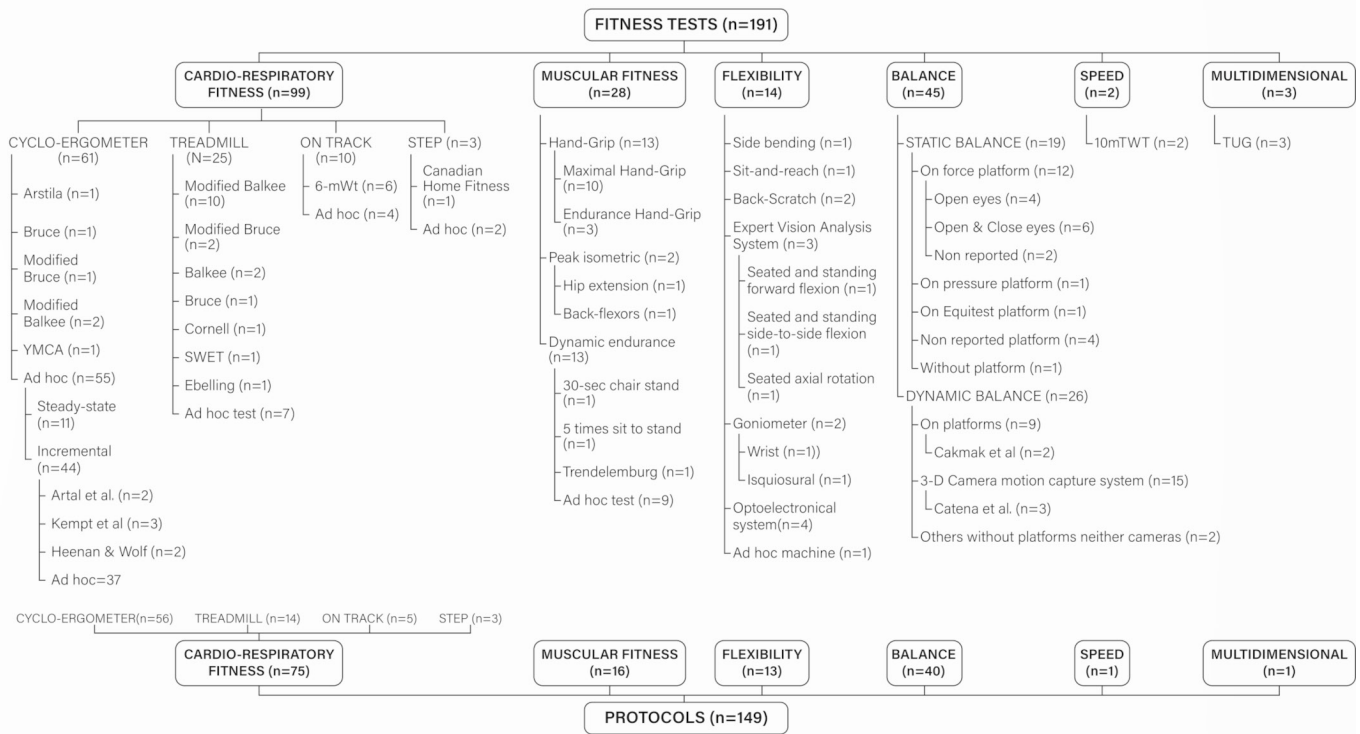 FITNESS TESTS (n=191)
CARDIO-RESPIRATORY
FITNESS (n=99)
CYCLO-ERGOMETER
(n=61)
Arstila (n=1)
Bruce (n=1)
Modified
Bruce (n=1)
Modified
Balkee (n=2)
YMCA (n=1)
Ad hoc (n=55)
Steady-state
(n=11)
Incremental
(n=44)
Artal et al. (n=2)
Kempt et al (n=3)
Heenan & Wolf (n=2)
Ad hoc=37
TREADMILL
(N=25)
Modified Balkee
(n=10)
Modified Bruce
(n=2)
Balkee (n=2)
Bruce (n=1)
Cornell (n=1)
SWET (n=1)
Ebelling (n=1)
Ad hoc test (n=7)
ON TRACK
(n=10)
6-mWt (n=6)
Ad hoc (n=4)
STEP (n=3)
Canadian
Home Fitness
(n=1)
Ad hoc (n=2)
MUSCULAR FITNESS
(n=28)
Hand-Grip (n=13)
Maximal Hand-Grip
(n=10)
Endurance Hand-Grip
(n=3)
Peak isometric (n=2)
Hip extension (n=1)
Back-flexors (n=1)
Dynamic endurance
(n=13)
30-sec chair stand
(n=1)
5 times sit to stand
(n=1)
Trendelemburg (n=1)
Ad hoc test (n=9)
FLEXIBILITY
(n=14)
Side bending (n=1)
Sit-and-reach (n=1)
Back-Scratch (n=2)
Expert Vision Analysis
System (n=3)
Seated and standing
forward flexion (n=1)
Seated and standing
side-to-side flexion
(n=1)
Seated axial rotation
(n=1)
Goniometer (n=2)
Wrist (n=1))
Isquiosural (n=1)
Optoelectronical
system(n=4)
Ad hoc machine (n=1)
BALANCE
(n=45)
STATIC BALANCE (n=19)
On force platform (n=12)
Open eyes (n=4)
Open & Close eyes (n=6)
Non reported (n=2)
On pressure platform (n=1)
On Equitest platform (n=1)
Non reported platform (n=4)
Without platform (n=1)
DYNAMIC BALANCE (n=26)
On platforms (n=9)
Cakmak et al (n=2)
3-D Camera motion capture system (n=15)
Catena et al. (n=3)
Others without platforms neither cameras (n=2)
SPEED
(n=2)
10mTWT (n=2)
MULTIDIMENSIONAL
(n=3)
TUG (n=3)
CYCLO-ERGOMETER(n=56)
TREADMILL (n=14)
ON TRACK (n=5)
STEP (n=3)
CARDIO-RESPIRATORY
FITNESS (n=75)
MUSCULAR FITNESS
(n=16)
FLEXIBILITY
(n=13)
BALANCE
(n=40)
SPEED
(n=1)
MULTIDIMENSIONAL
(n=1)
PROTOCOLS (n=149)